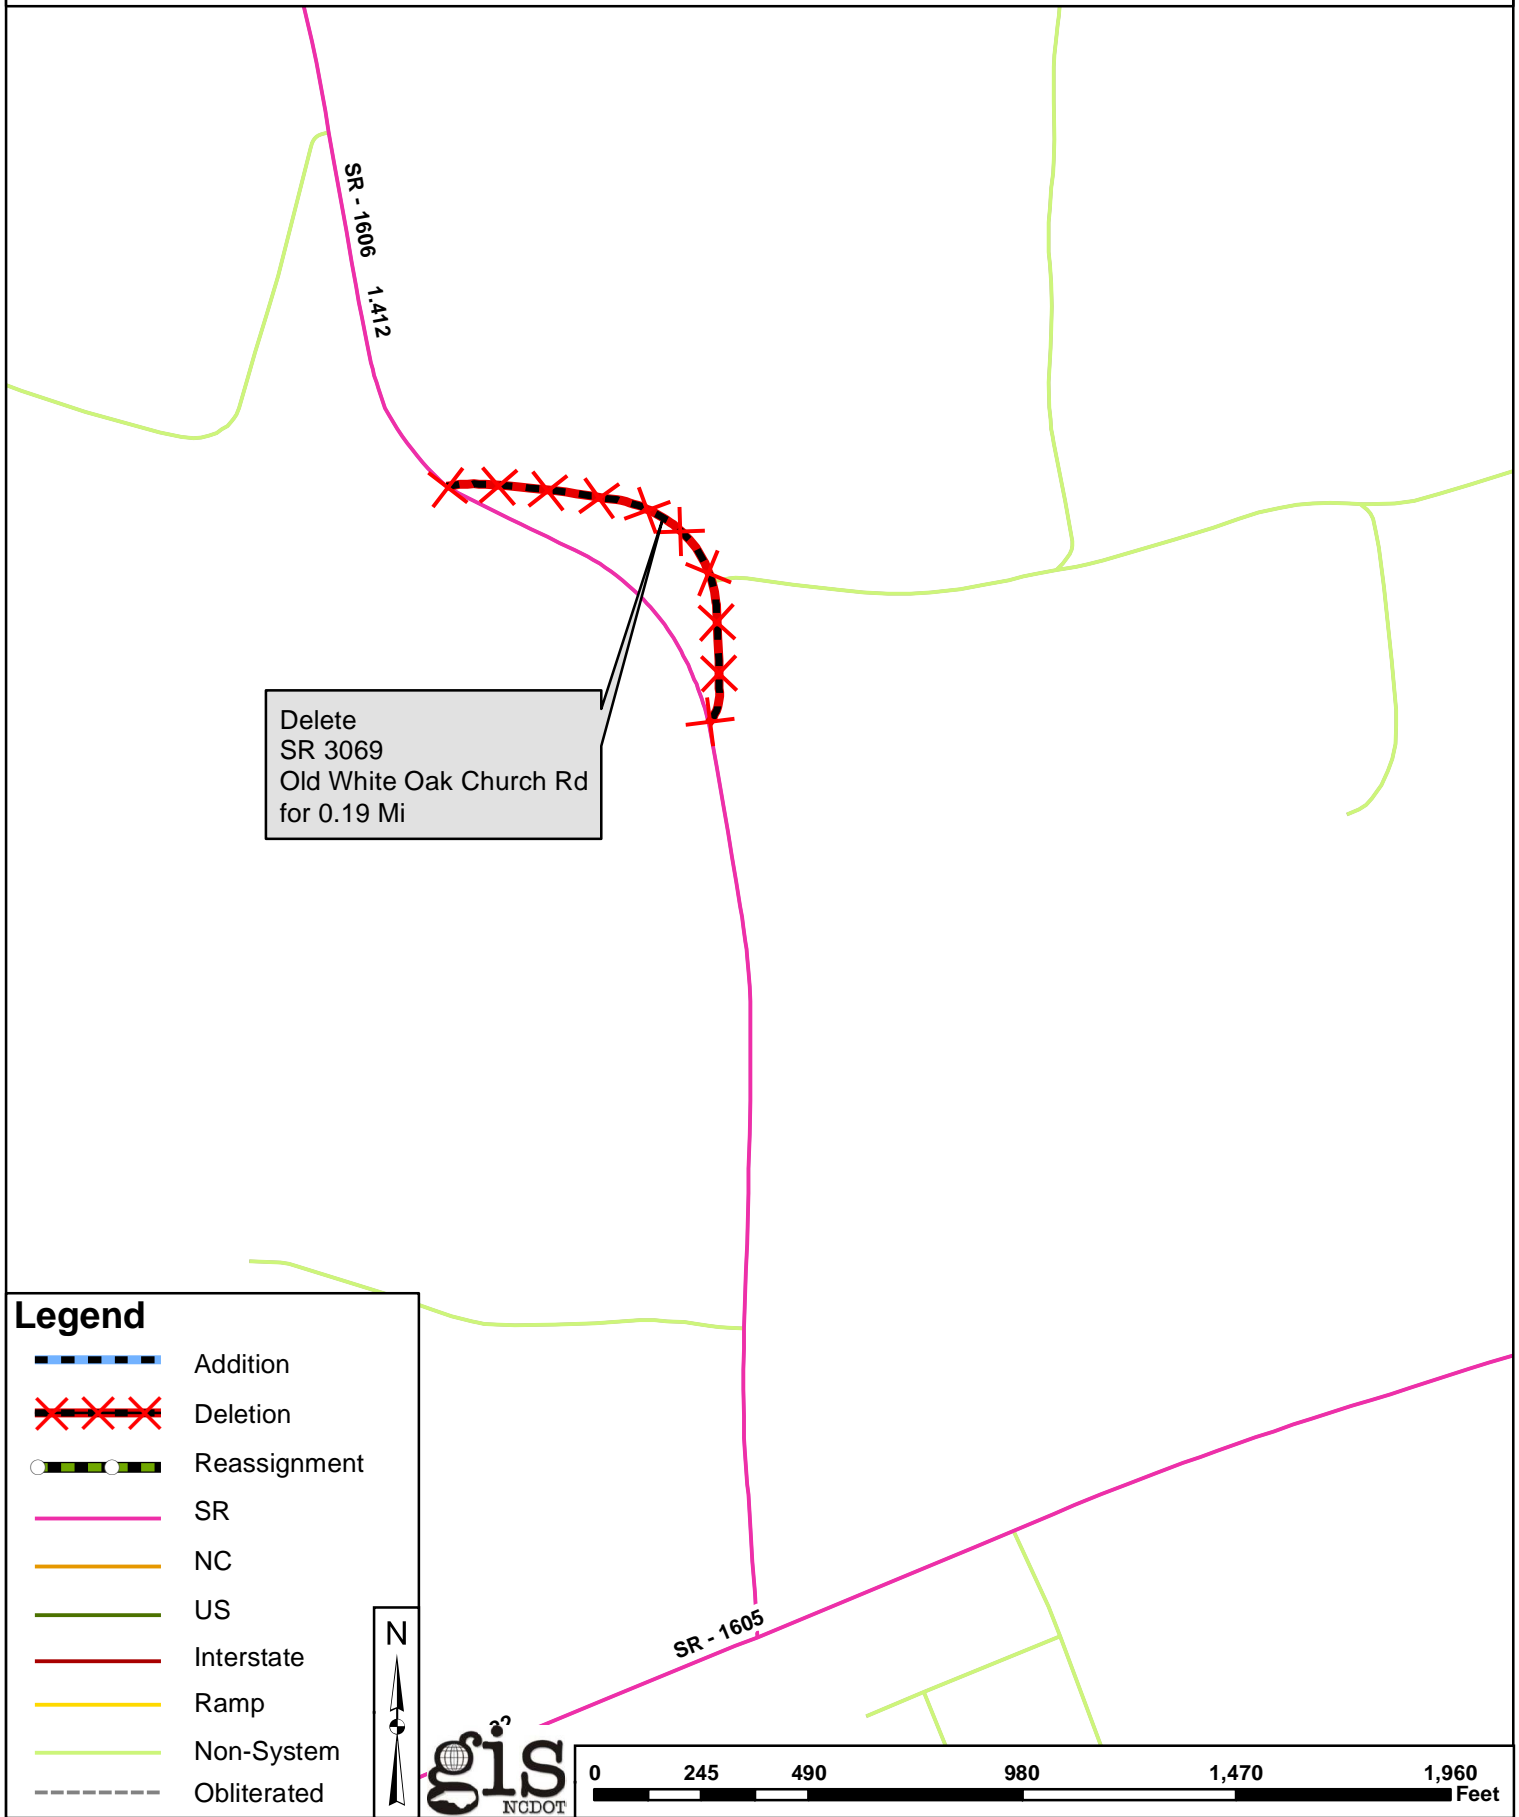 SR - 1606 1.412
Delete
SR 3069
Old White Oak Church Rd
for 0.19 Mi
SR - 1605
Legend
Addition
Deletion
Reassignment
SR
NC
US
Interstate
Ramp
Non-System
Obliterated
N
gis
NCDOT
0 245 490 980 1,470 1,960
Feet